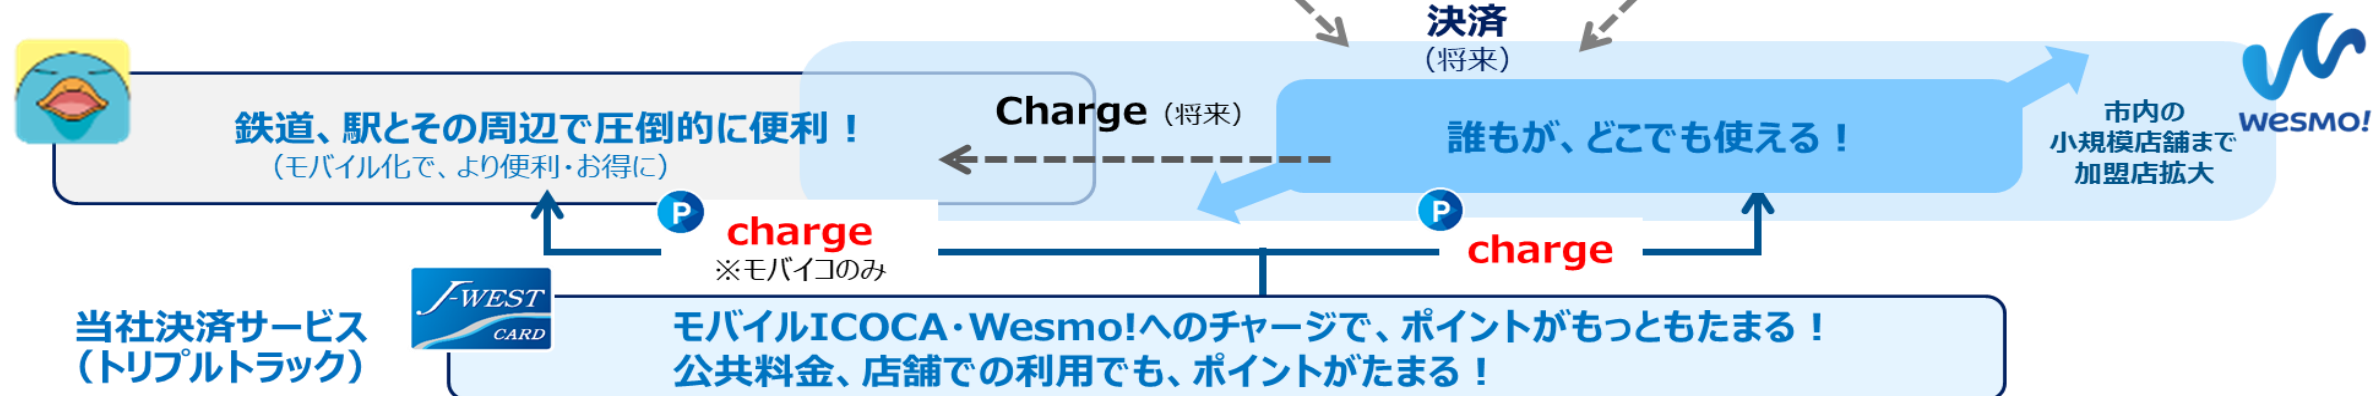 決済
(将来)
鉄道、駅とその周辺で圧倒的に便利！
（モバイル化で、より便利・お得に）
Charge（将来）
誰もが、どこでも使える！
市内の
小規模店舗まで
加盟店拡大
WESMO!
P
charge
※モバイコのみ
P
charge
当社決済サービス
（トリプルトラック）
J-WEST
CARD
モバイルICOCA・Wesmo!へのチャージで、ポイントがもっともたまる！
公共料金、店舗での利用でも、ポイントがたまる！